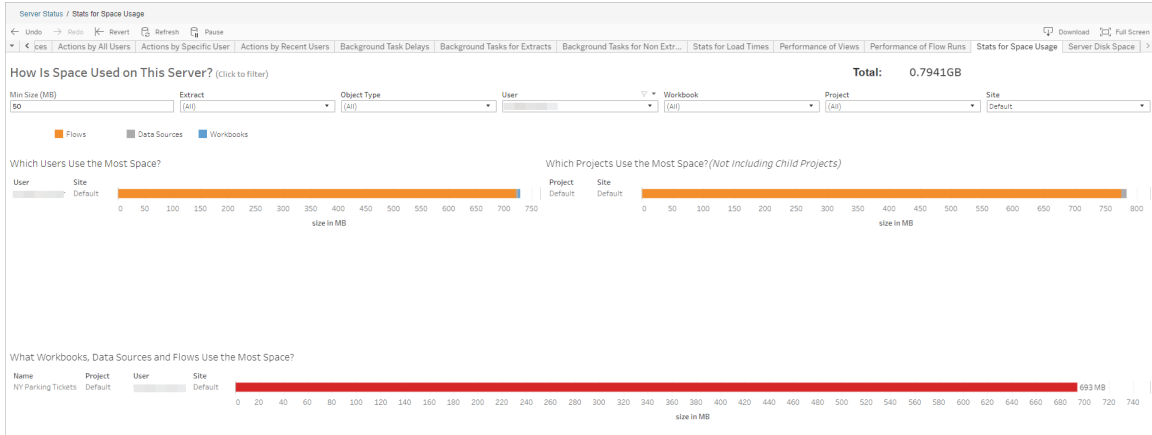 Server Status / Stats for Space Usage
Undo Redo Revert Refresh Pause Download Full Screen
ces Actions by All Users Actions by Specific User Actions by Recent Users Background Task Delays Background Tasks for Extracts Background Tasks for Non Extr... Stats for Load Times Performance of Views Performance of Flow Runs Stats for Space Usage Server Disk Space
How Is Space Used on This Server? (Click to filter) Total: 0.7941GB
Min Size (MB) Extract Object Type User Workbook Project Site
50 (All) (All) (All) (All) Default
Flows Data Sources Workbooks
Which Users Use the Most Space? Which Projects Use the Most Space?(Not Including Child Projects)
User Site Project Site
Default Default Default
0 50 100 150 200 250 300 350 400 450 500 550 600 650 700 750 0 50 100 150 200 250 300 350 400 450 500 550 600 650 700 750 800
size in MB size in MB
What Workbooks, Data Sources and Flows Use the Most Space?
Name Project User Site
NY Parking Tickets Default Default 693 MB
0 20 40 60 80 100 120 140 160 180 200 220 240 260 280 300 320 340 360 380 400 420 440 460 480 500 520 540 560 580 600 620 640 660 680 700 720 740
size in MB